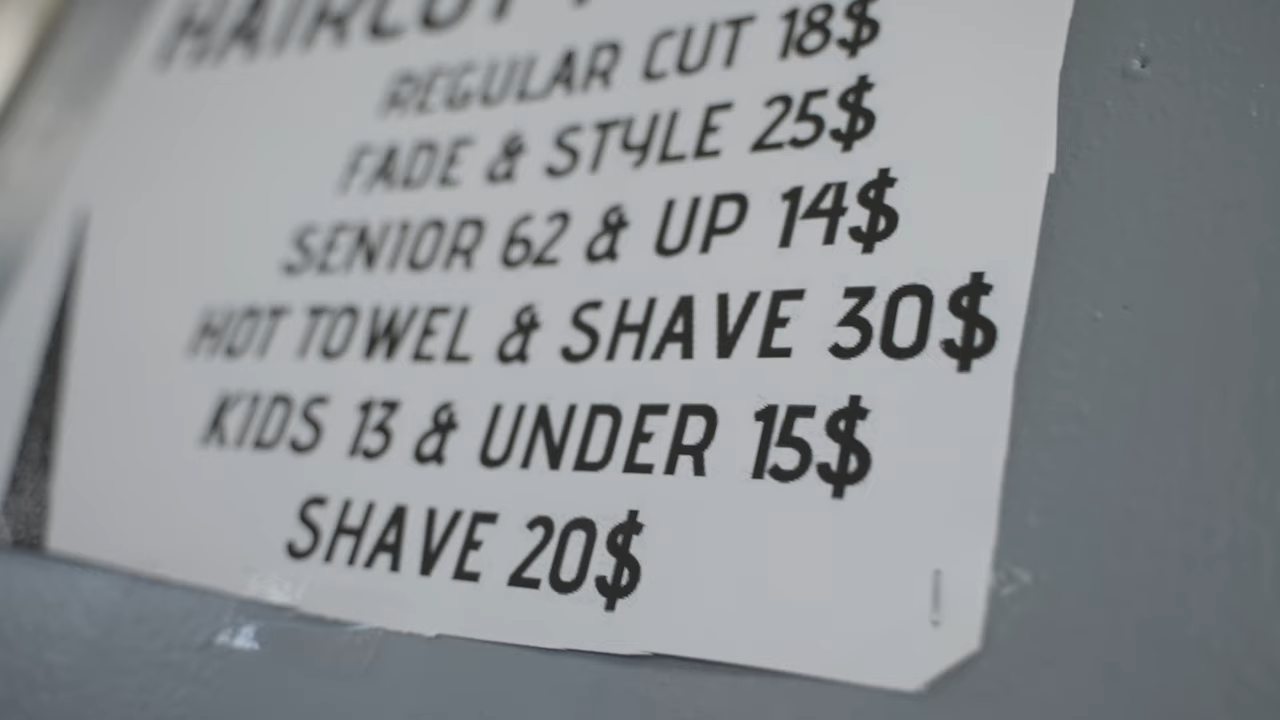 HAIRCUT
REGULAR CUT 18$
FADE & STYLE 25$
SENIOR 62 & UP 14$
HOT TOWEL & SHAVE 30$
KIDS 13 & UNDER 15$
SHAVE 20$